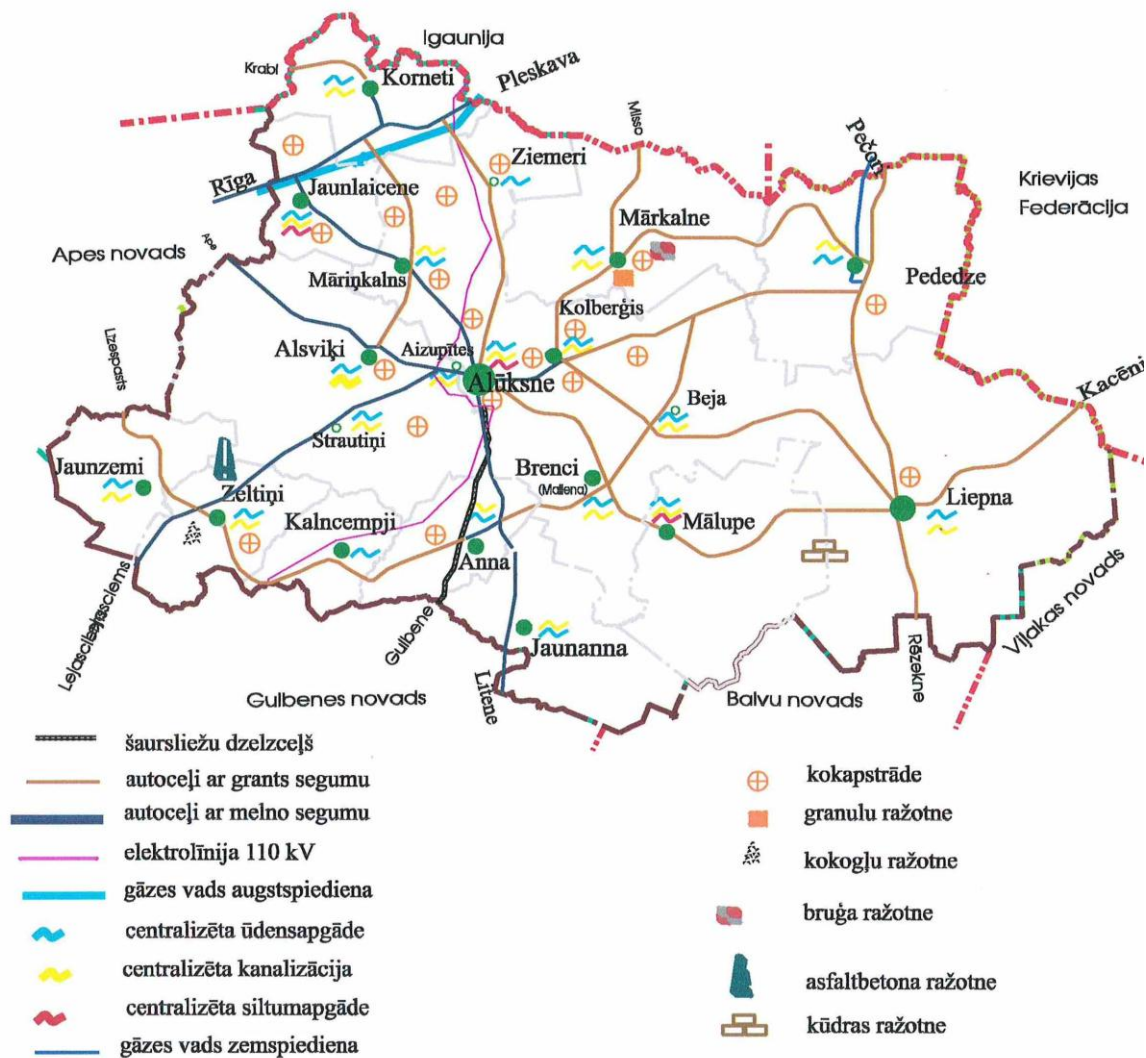 Igaunija
Krabl
Korneti
Pleskava
Misso
Pečori
Ziemeri
Rīga
Jaunlaicene
Krievijas
Federācija
Mārkalne
Ape
Apes novads
Māriņkalns
Pededze
Kolberģis
Līzespasts
Alsviķi
Aizupītes
Alūksne
Kacēni
Beja
Strautiņi
Brenci
(Mallena)
Jaunzemi
Zeltiņi
Kalncempji
Mālupe
Liepna
Anna
Lejasciems
Gulbene
Jaunanna
Litene
Viļakas novads
Rēzekne
Gulbenes novads
Balvu novads
šaursliežu dzelzceļš
autoceļi ar grants segumu
autoceļi ar melno segumu
elektrolīnija 110 kV
gāzes vads augstspiediena
centralizēta ūdensapgāde
centralizēta kanalizācija
centralizēta siltumapgāde
gāzes vads zemspiediena
kokapstrāde
granulu ražotne
kokogļu ražotne
bruģa ražotne
asfaltbetona ražotne
kūdras ražotne